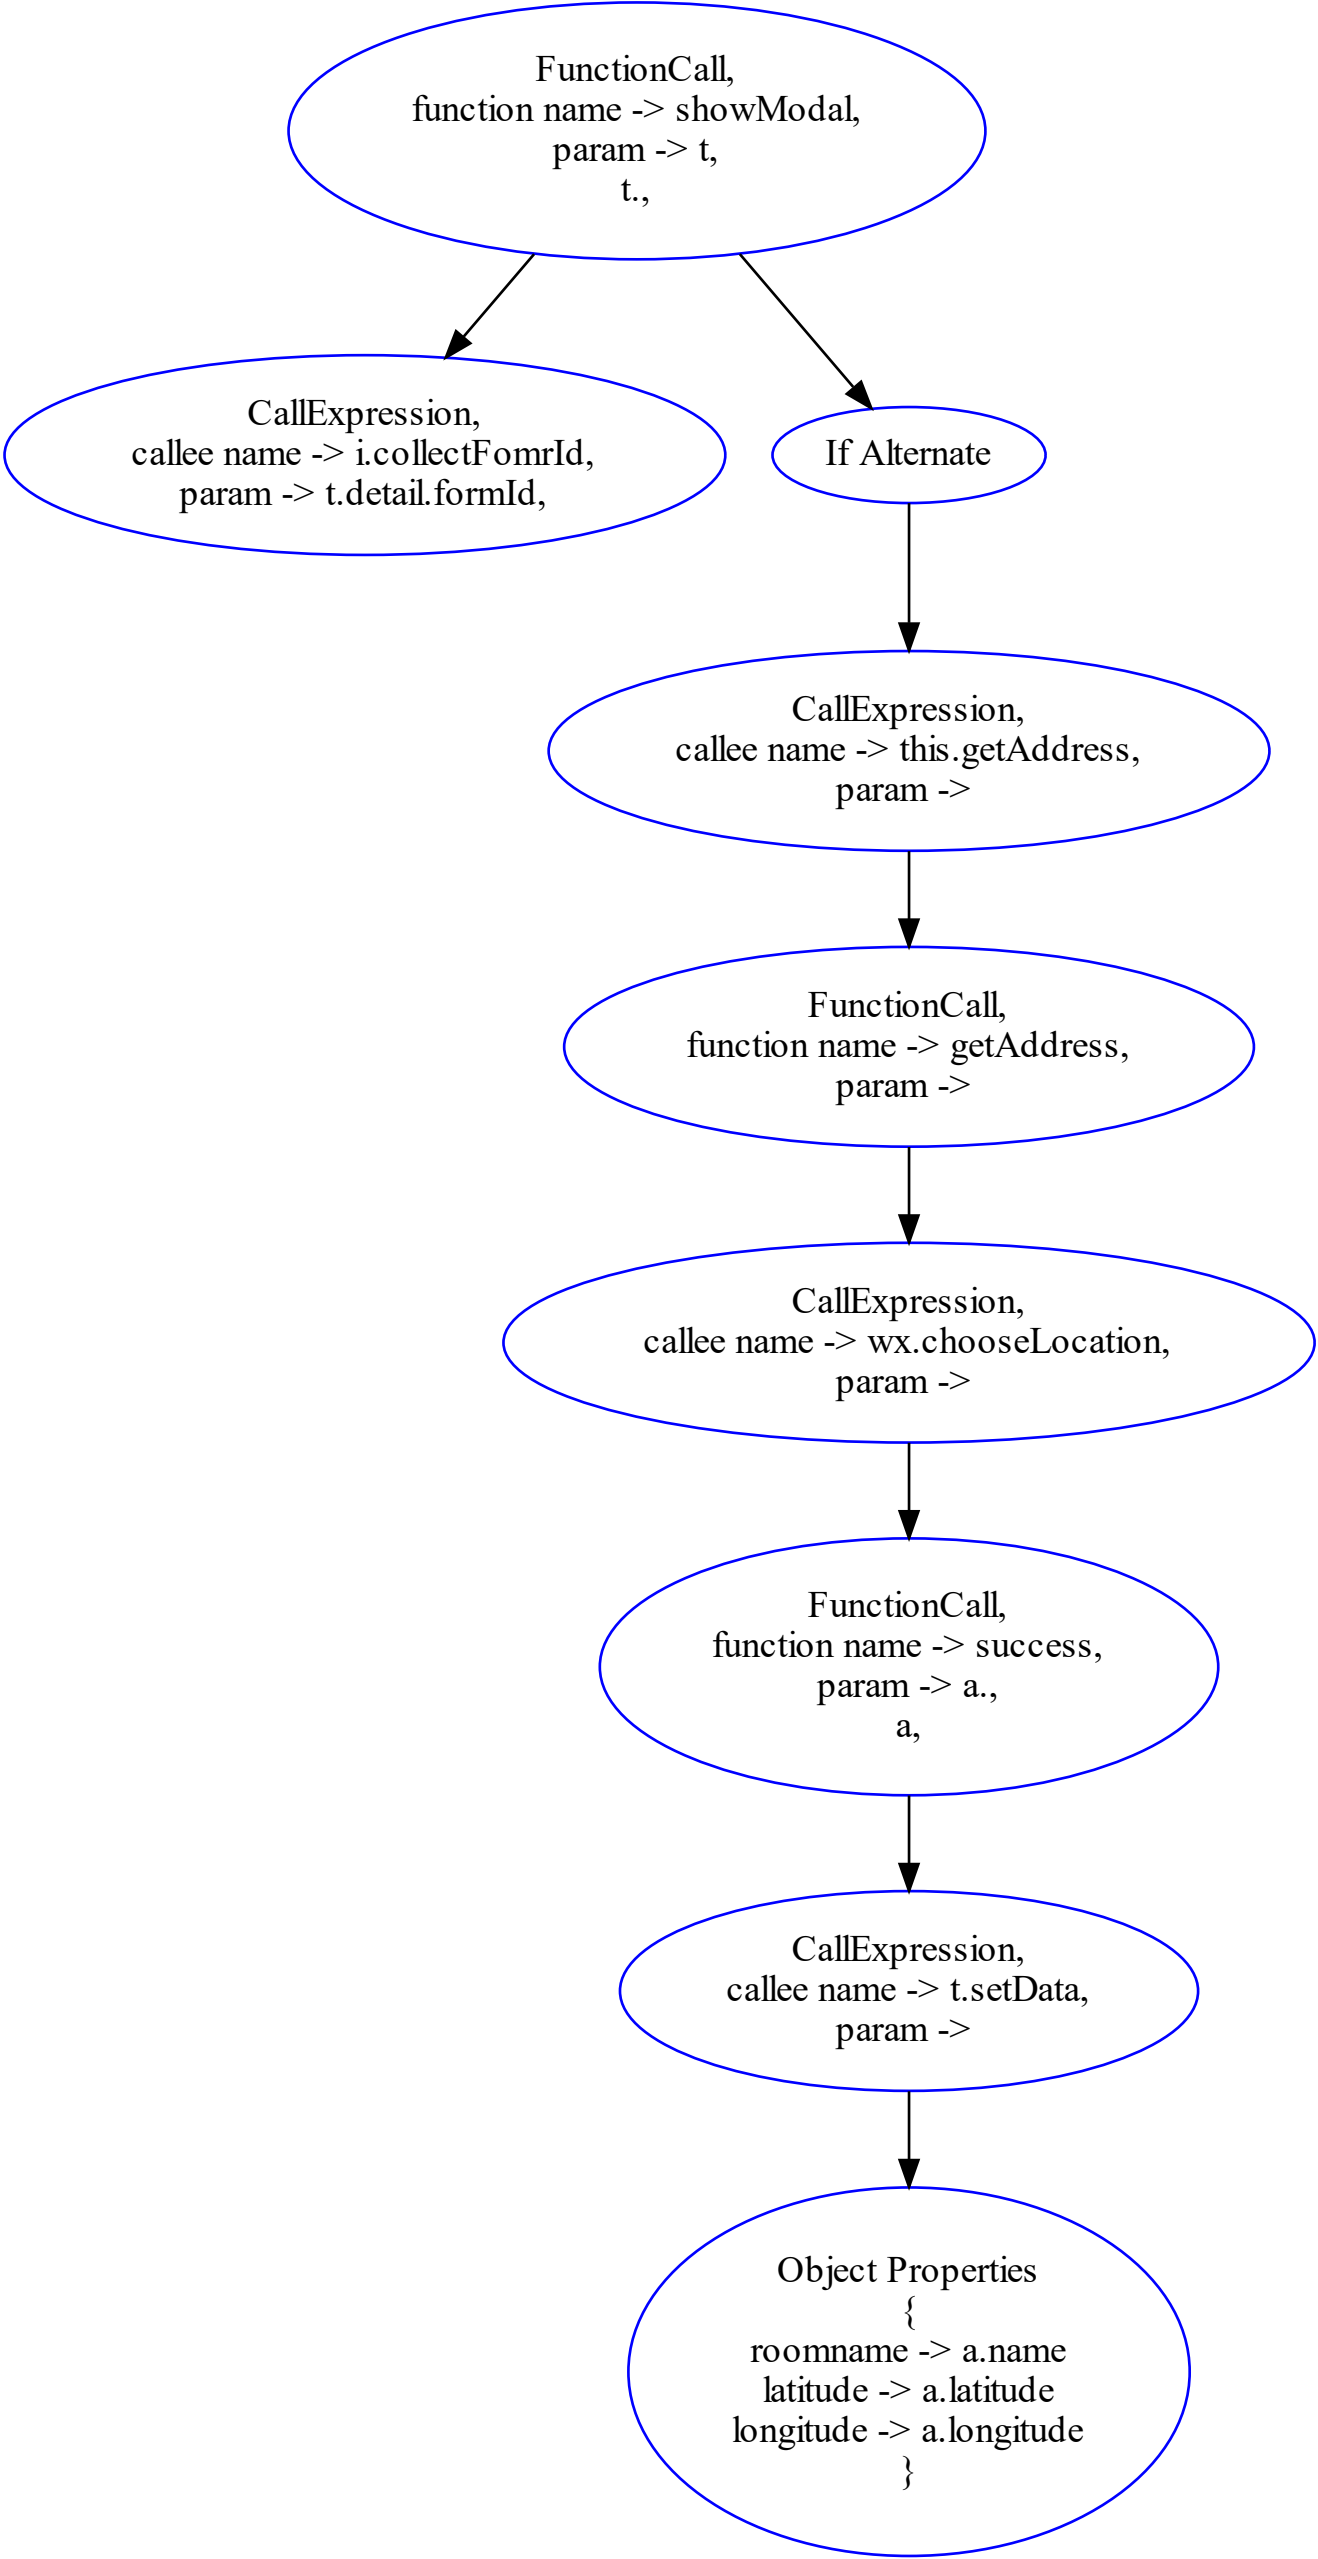 FunctionCall,
function name -> showModal,
param -> t,
t.,
CallExpression,
callee name -> i.collectFomrId,
param -> t.detail.formId,
If Alternate
CallExpression,
callee name -> this.getAddress,
param ->
FunctionCall,
function name -> getAddress,
param ->
CallExpression,
callee name -> wx.chooseLocation,
param ->
FunctionCall,
function name -> success,
param -> a.,
a,
CallExpression,
callee name -> t.setData,
param ->
Object Properties
{
roomname -> a.name
latitude -> a.latitude
longitude -> a.longitude
}